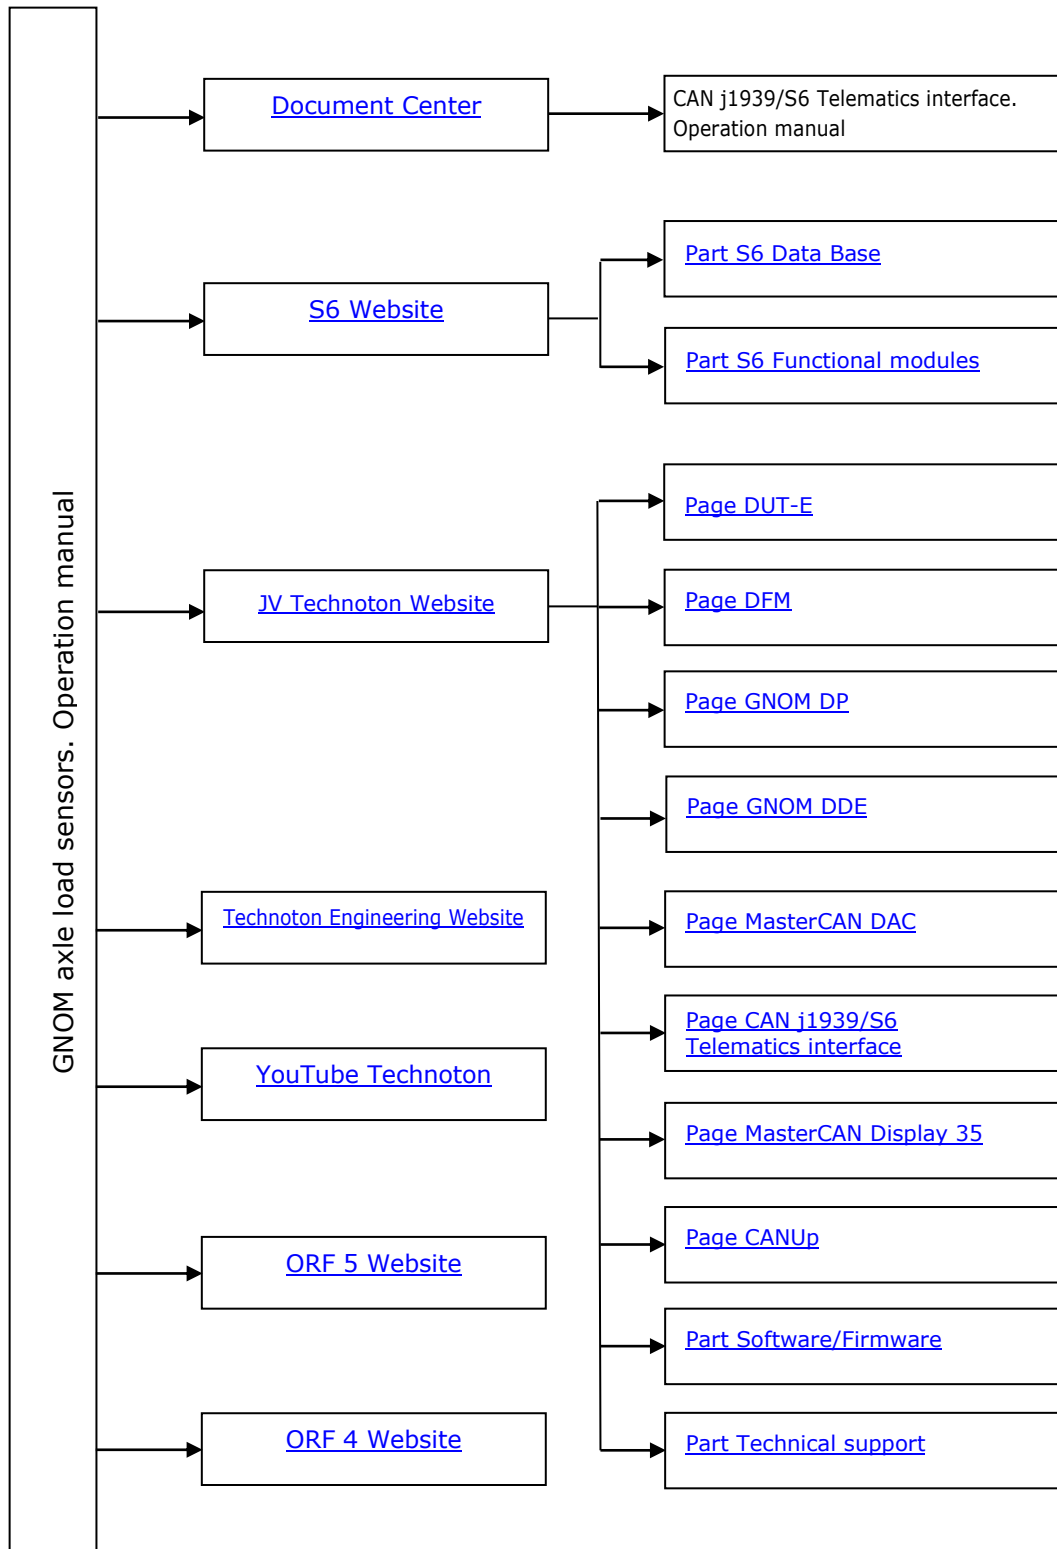 GNOM axle load sensors. Operation manual
Document Center
CAN j1939/S6 Telematics interface.
Operation manual
S6 Website
Part S6 Data Base
Part S6 Functional modules
JV Technoton Website
Page DUT-E
Page DFM
Page GNOM DP
Page GNOM DDE
Technoton Engineering Website
Page MasterCAN DAC
Page CAN j1939/S6
Telematics interface
YouTube Technoton
Page MasterCAN Display 35
Page CANUp
ORF 5 Website
Part Software/Firmware
ORF 4 Website
Part Technical support